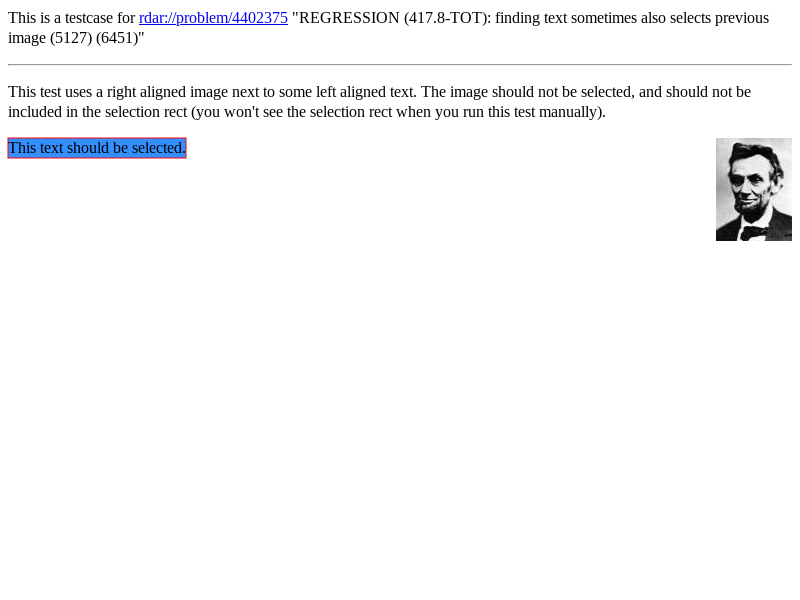 This is a testcase for rdar://problem/4402375 "REGRESSION (417.8-TOT): finding text sometimes also selects previous
image (5127) (6451)"
This test uses a right aligned image next to some left aligned text. The image should not be selected, and should not be
included in the selection rect (you won't see the selection rect when you run this test manually).
This text should be selected.